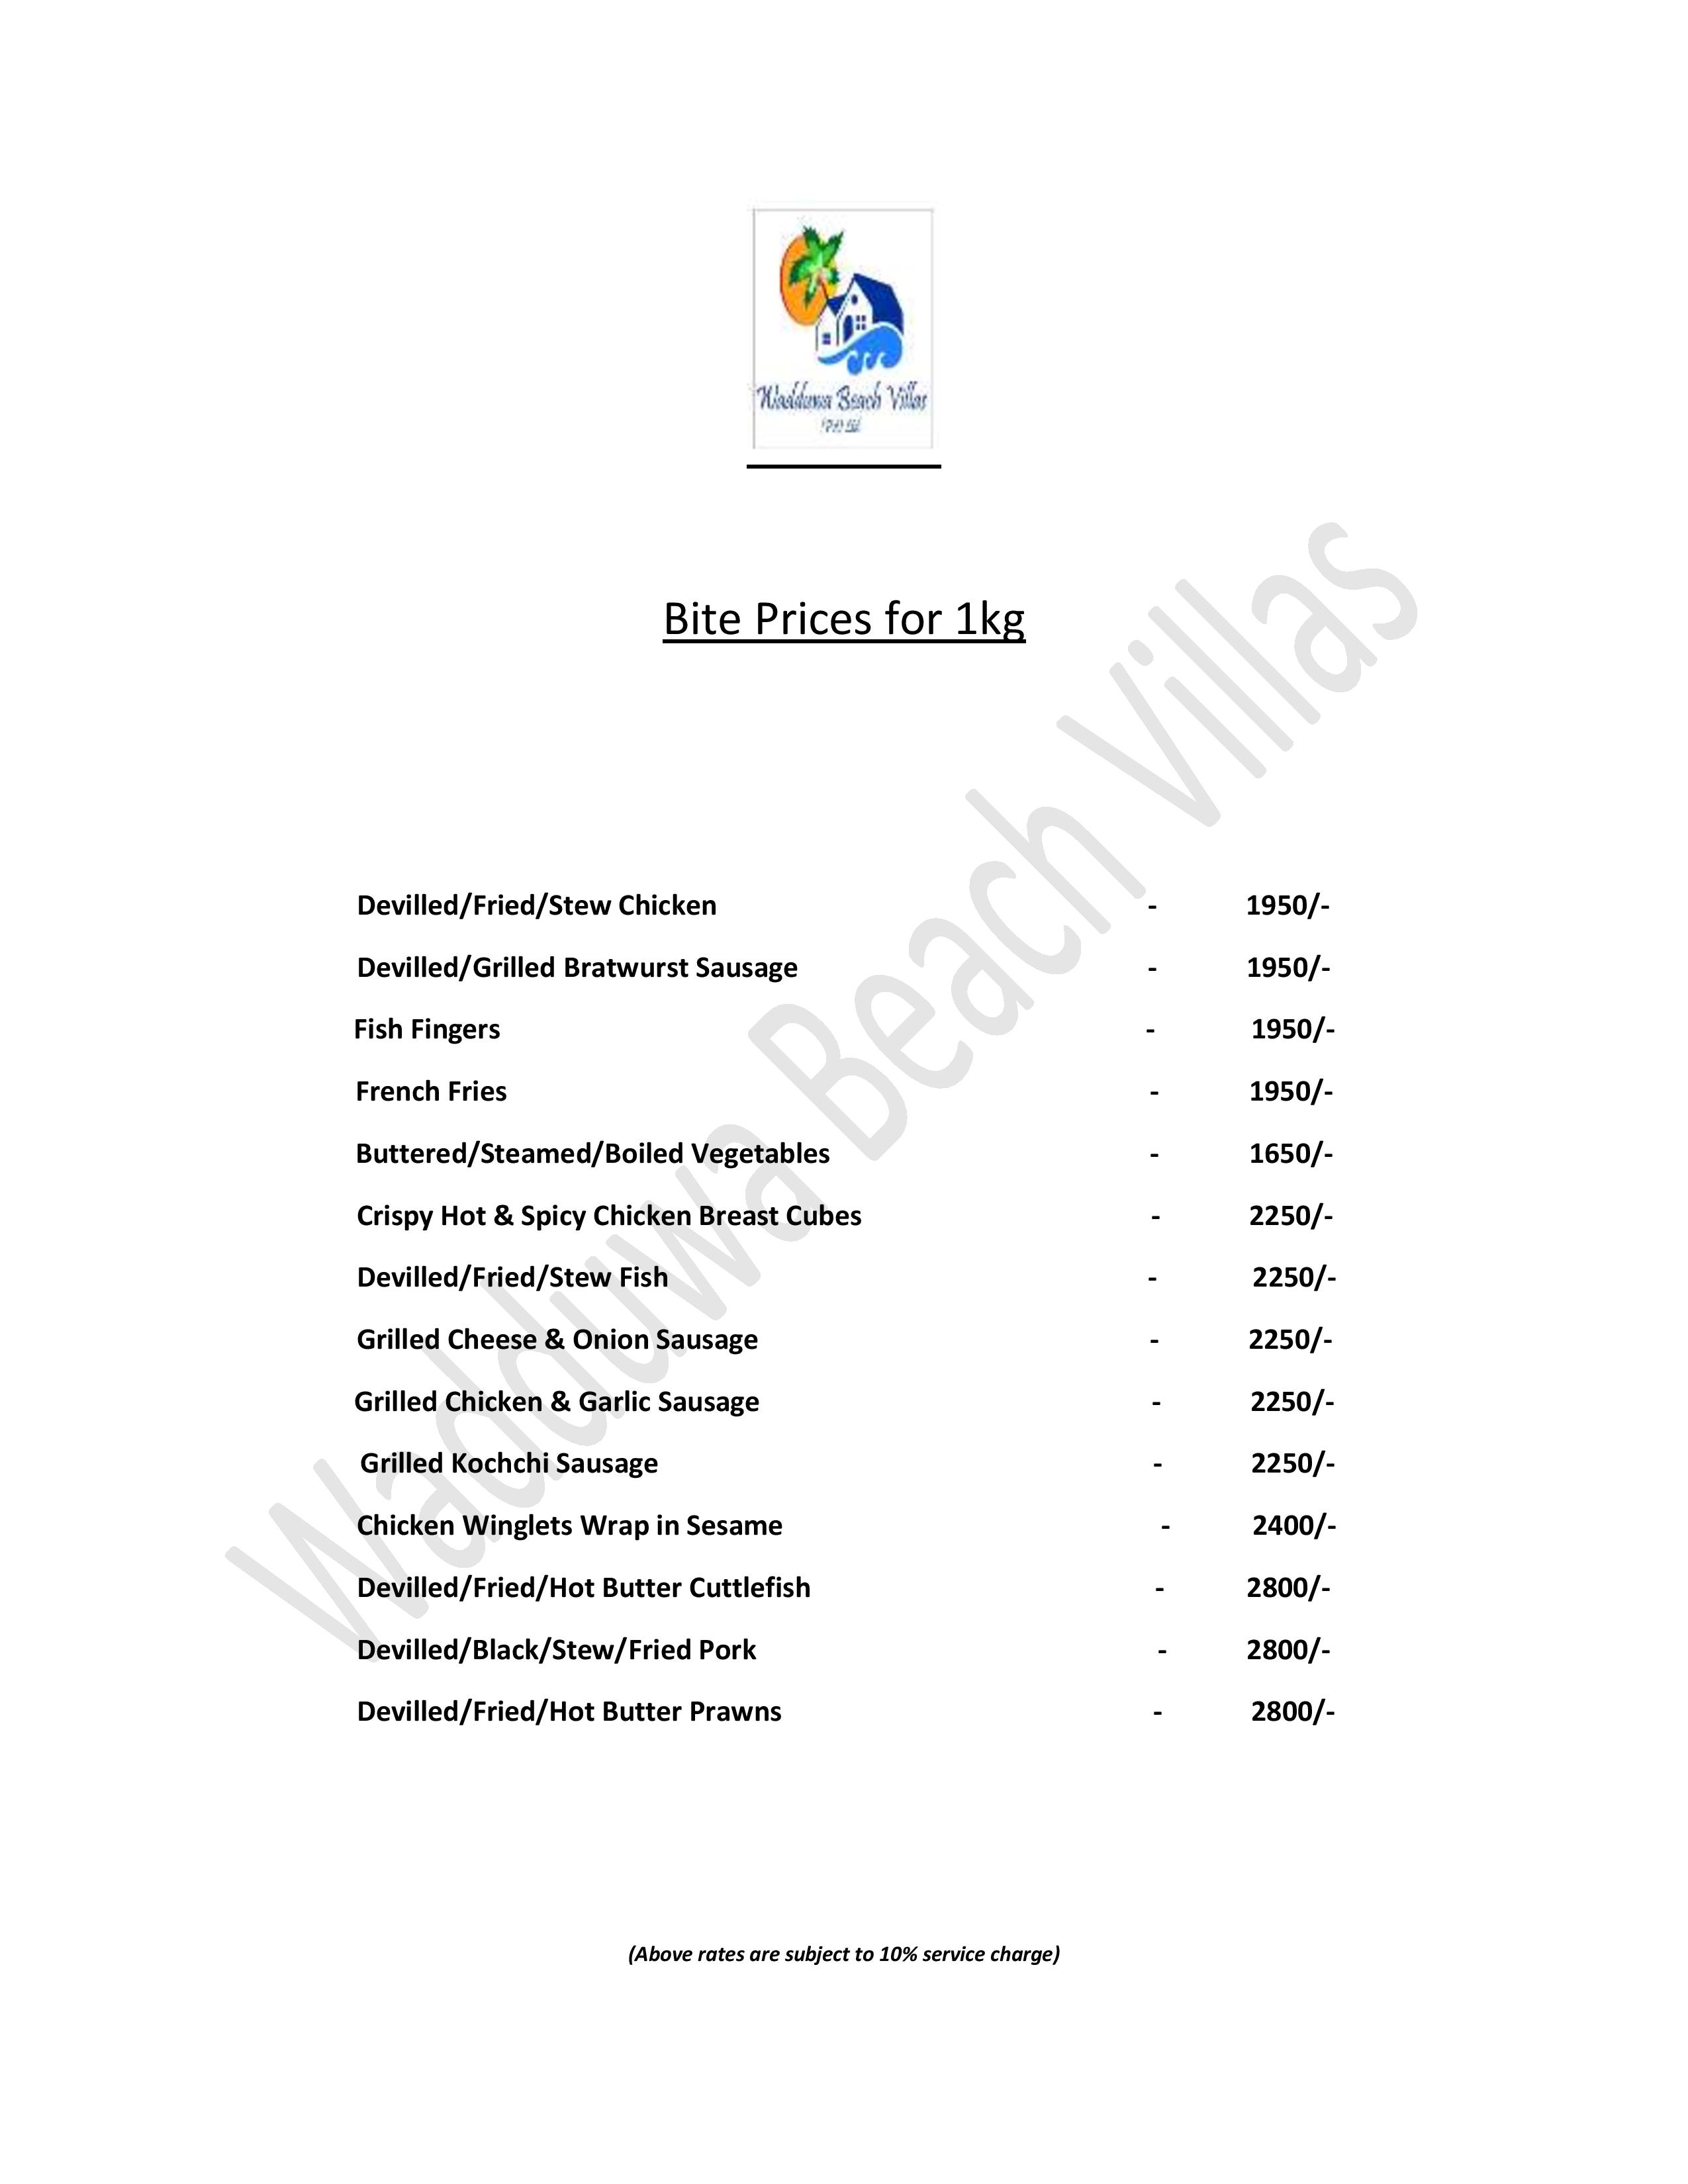 Wadduwa Beach Villas
(Pvt) Ltd
Bite Prices for 1kg
Devilled/Fried/Stew Chicken - 1950/-
Devilled/Grilled Bratwurst Sausage - 1950/-
Fish Fingers - 1950/-
French Fries - 1950/-
Buttered/Steamed/Boiled Vegetables - 1650/-
Crispy Hot & Spicy Chicken Breast Cubes - 2250/-
Devilled/Fried/Stew Fish - 2250/-
Grilled Cheese & Onion Sausage - 2250/-
Grilled Chicken & Garlic Sausage - 2250/-
Grilled Kochchi Sausage - 2250/-
Chicken Winglets Wrap in Sesame - 2400/-
Devilled/Fried/Hot Butter Cuttlefish - 2800/-
Devilled/Black/Stew/Fried Pork - 2800/-
Devilled/Fried/Hot Butter Prawns - 2800/-
(Above rates are subject to 10% service charge)
Wadduwa Beach Villas